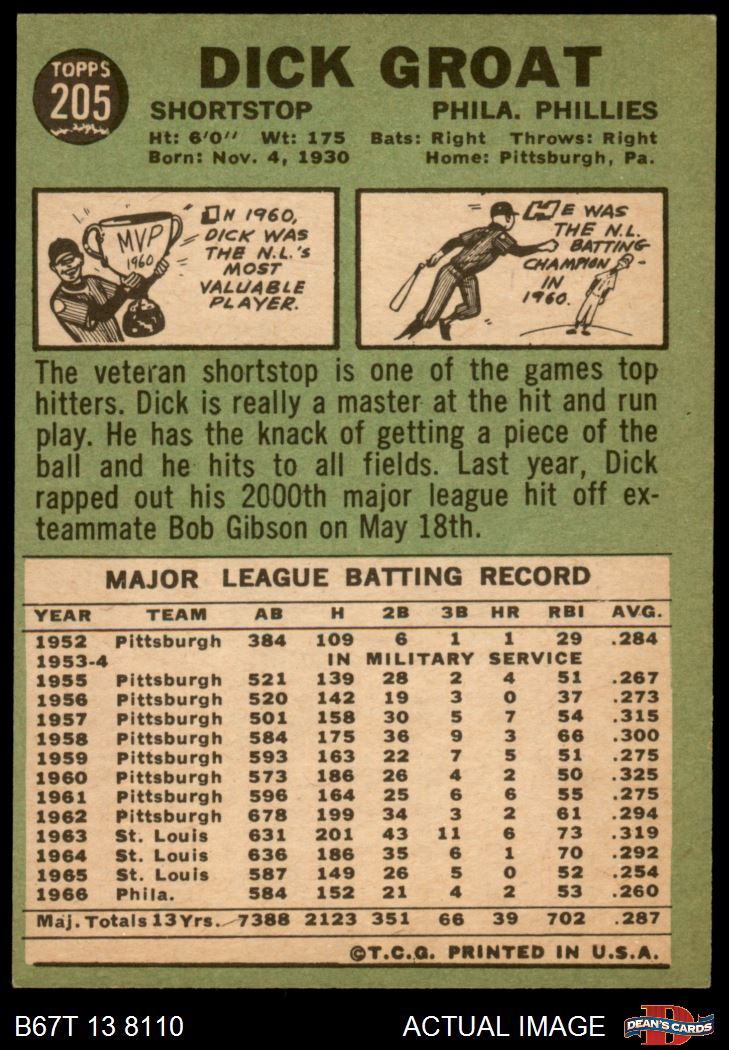 TOPPS
205
DICK GROAT
SHORTSTOP PHILA. PHILLIES
Ht: 6'0" Wt: 175 Bats: Right Throws: Right
Born: Nov. 4, 1930 Home: Pittsburgh, Pa.
MVP
1960
IN 1960,
DICK WAS
THE N.L.'s
MOST
VALUABLE
PLAYER.
HE WAS
THE N.L.
BATTING
CHAMPION
IN
1960.
The veteran shortstop is one of the games top
hitters. Dick is really a master at the hit and run
play. He has the knack of getting a piece of the
ball and he hits to all fields. Last year, Dick
rapped out his 2000th major league hit off ex-
teammate Bob Gibson on May 18th.
MAJOR LEAGUE BATTING RECORD
YEAR TEAM AB H 2B 3B HR RBI AVG.
1952 Pittsburgh 384 109 6 1 1 29 .284
1953-4 IN MILITARY SERVICE
1955 Pittsburgh 521 139 28 2 4 51 .267
1956 Pittsburgh 520 142 19 3 0 37 .273
1957 Pittsburgh 501 158 30 5 7 54 .315
1958 Pittsburgh 584 175 36 9 3 66 .300
1959 Pittsburgh 593 163 22 7 5 51 .275
1960 Pittsburgh 573 186 26 4 2 50 .325
1961 Pittsburgh 596 164 25 6 6 55 .275
1962 Pittsburgh 678 199 34 3 2 61 .294
1963 St. Louis 631 201 43 11 6 73 .319
1964 St. Louis 636 186 35 6 1 70 .292
1965 St. Louis 587 149 26 5 0 52 .254
1966 Phila. 584 152 21 4 2 53 .260
Maj. Totals 13 Yrs. 7388 2123 351 66 39 702 .287
©T.C.G. PRINTED IN U.S.A.
B67T 13 8110 ACTUAL IMAGE
D
DEAN'S CARDS